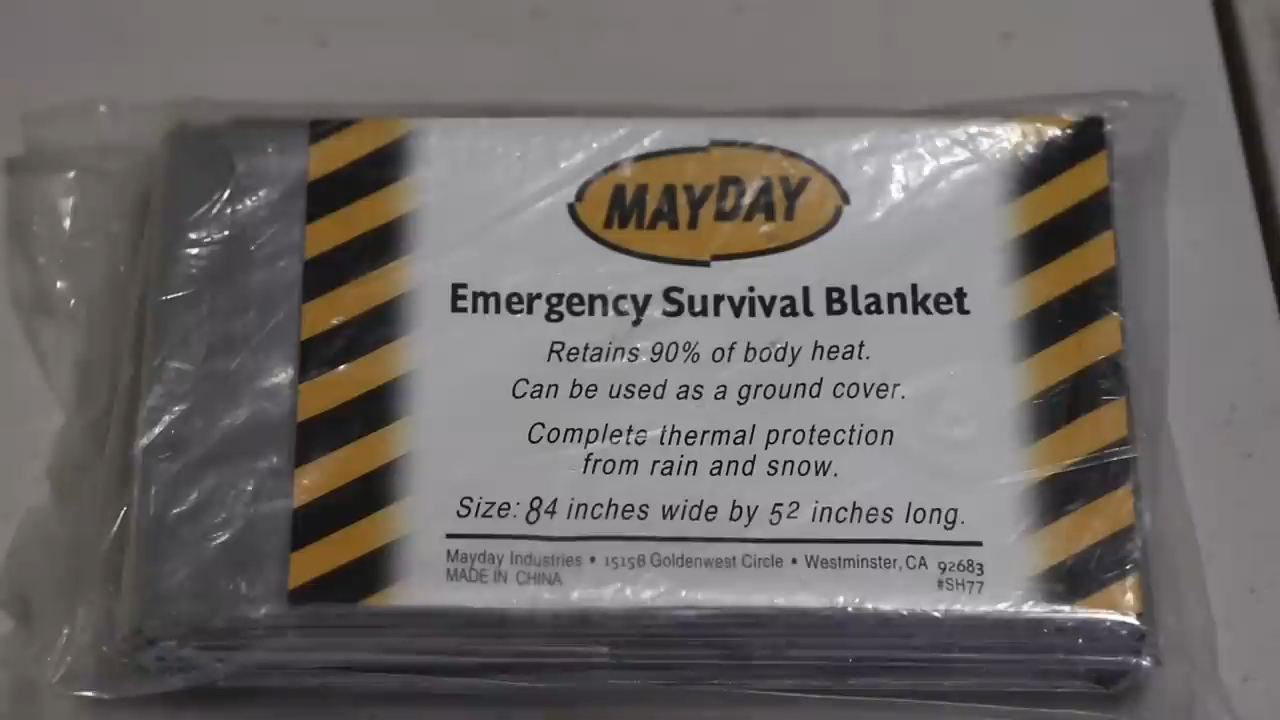 MAYDAY
Emergency Survival Blanket
Retains 90% of body heat.
Can be used as a ground cover.
Complete thermal protection
from rain and snow.
Size: 84 inches wide by 52 inches long.
Mayday Industries • 15158 Goldenwest Circle • Westminster, CA 92683
MADE IN CHINA #SH77